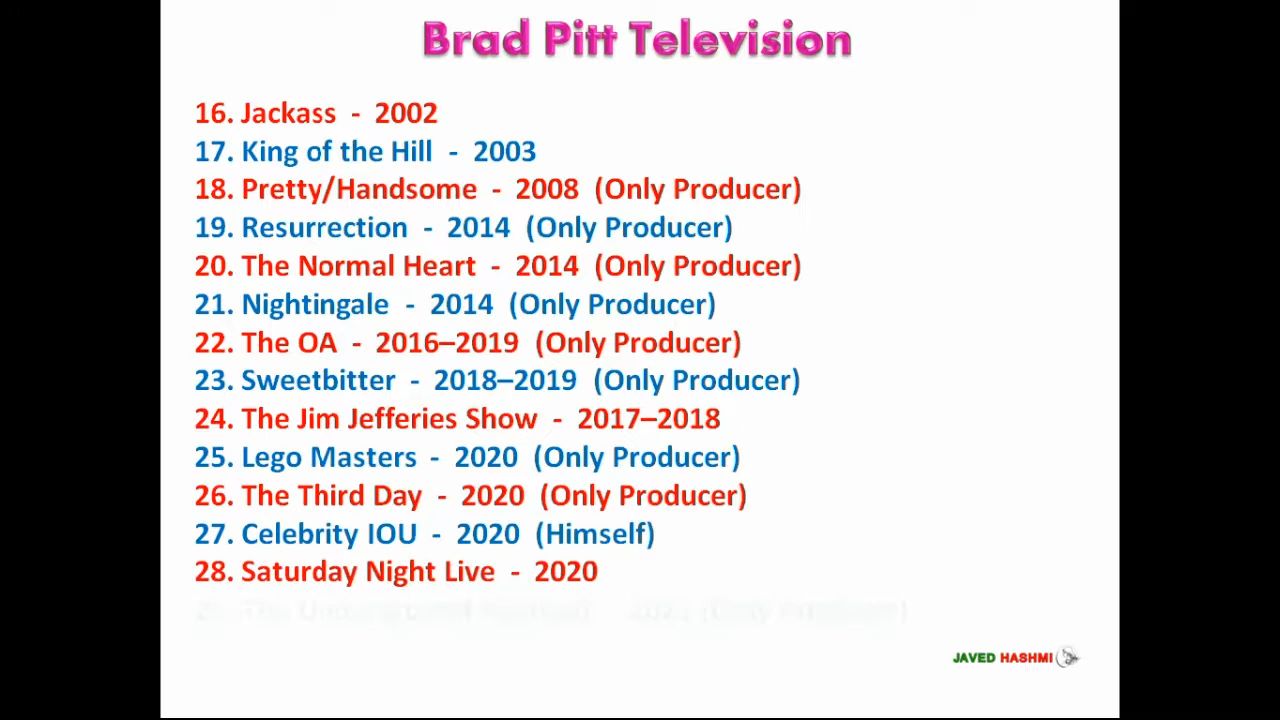 Brad Pitt Television
16. Jackass - 2002
17. King of the Hill - 2003
18. Pretty/Handsome - 2008 (Only Producer)
19. Resurrection - 2014 (Only Producer)
20. The Normal Heart - 2014 (Only Producer)
21. Nightingale - 2014 (Only Producer)
22. The OA - 2016–2019 (Only Producer)
23. Sweetbitter - 2018–2019 (Only Producer)
24. The Jim Jefferies Show - 2017–2018
25. Lego Masters - 2020 (Only Producer)
26. The Third Day - 2020 (Only Producer)
27. Celebrity IOU - 2020 (Himself)
28. Saturday Night Live - 2020
JAVED HASHMI